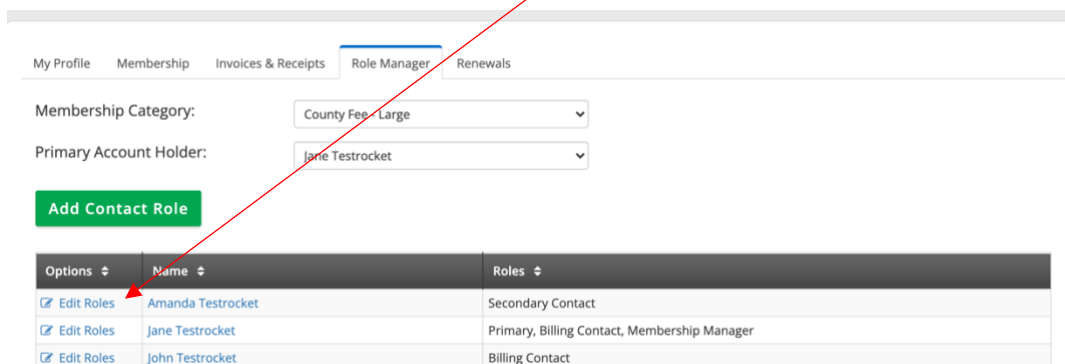 My Profile Membership Invoices & Receipts Role Manager Renewals
Membership Category: County Fee - Large
Primary Account Holder: Jane Testrocket
Add Contact Role
Options Name Roles
Edit Roles Amanda Testrocket Secondary Contact
Edit Roles Jane Testrocket Primary, Billing Contact, Membership Manager
Edit Roles John Testrocket Billing Contact